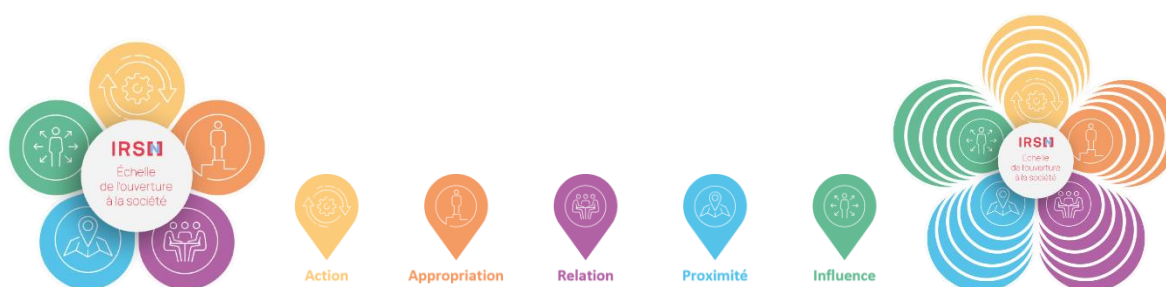 IRSN
Échelle
de l'ouverture
à la société
Action
Appropriation
Relation
Proximité
Influence
IRSN
Échelle
de l'ouverture
à la société